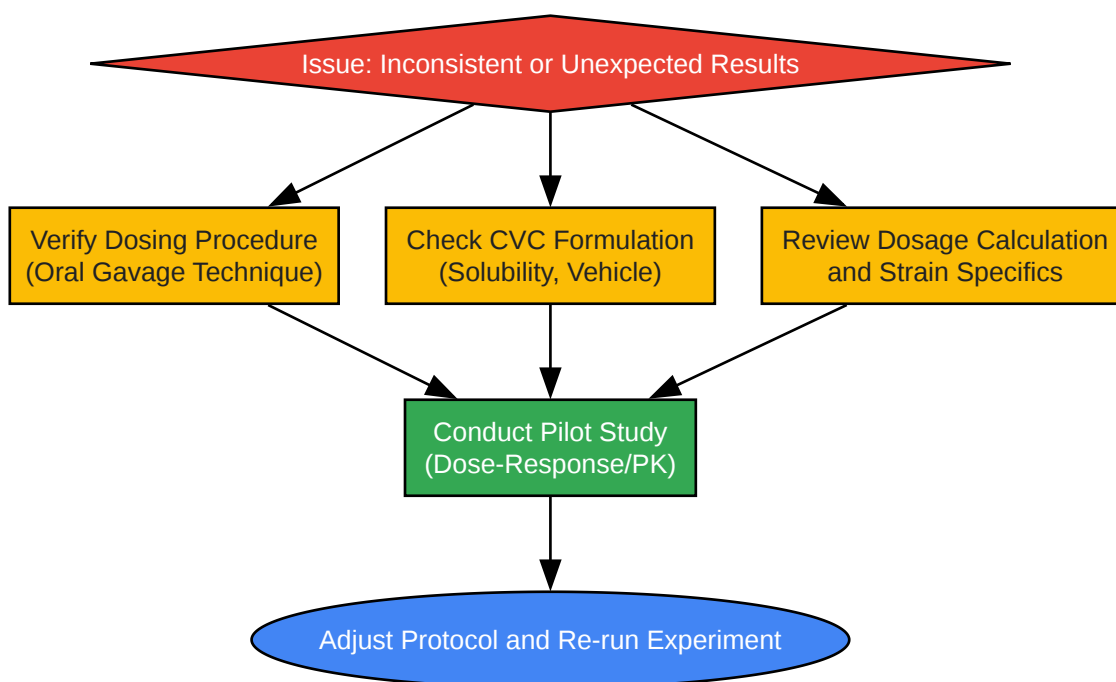 Issue: Inconsistent or Unexpected Results
Verify Dosing Procedure
(Oral Gavage Technique)
Check CVC Formulation
(Solubility, Vehicle)
Review Dosage Calculation
and Strain Specifics
Conduct Pilot Study
(Dose-Response/PK)
Adjust Protocol and Re-run Experiment